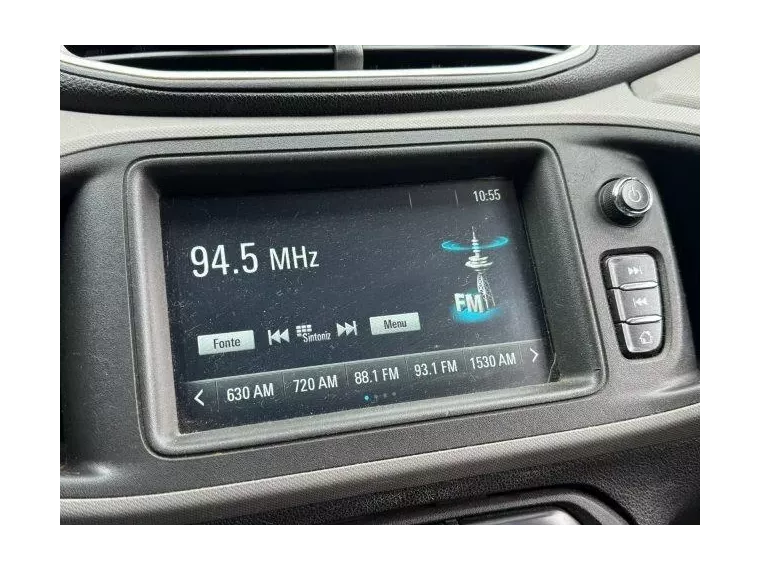 10:55
94.5 MHz
FM
Fonte Sintoniz Menu
630 AM 720 AM 88.1 FM 93.1 FM 1530 AM